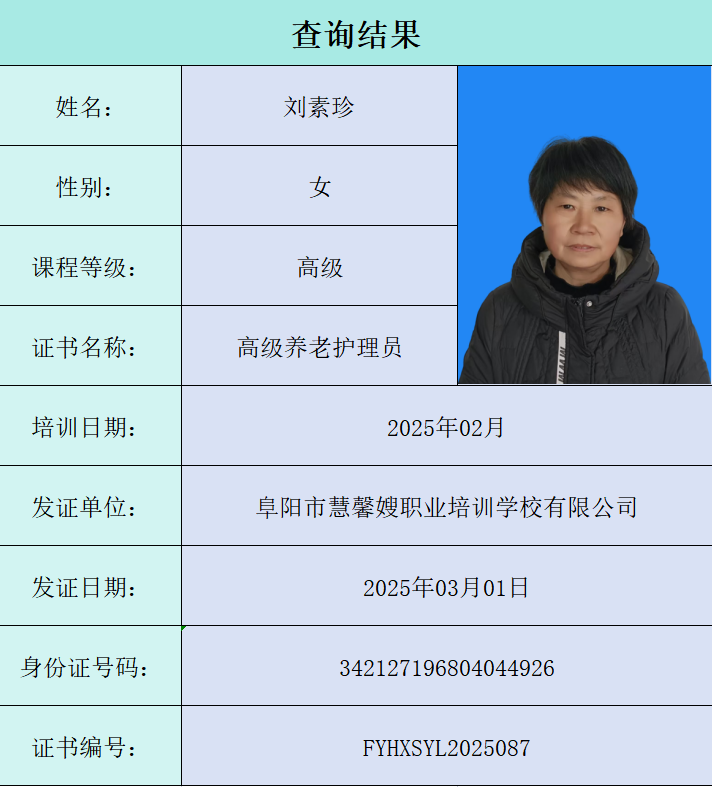 查询结果
姓名： 刘素珍
性别： 女
课程等级： 高级
证书名称： 高级养老护理员
培训日期： 2025年02月
发证单位： 阜阳市慧馨嫂职业培训学校有限公司
发证日期： 2025年03月01日
身份证号码： 342127196804044926
证书编号： FYHXSYL2025087